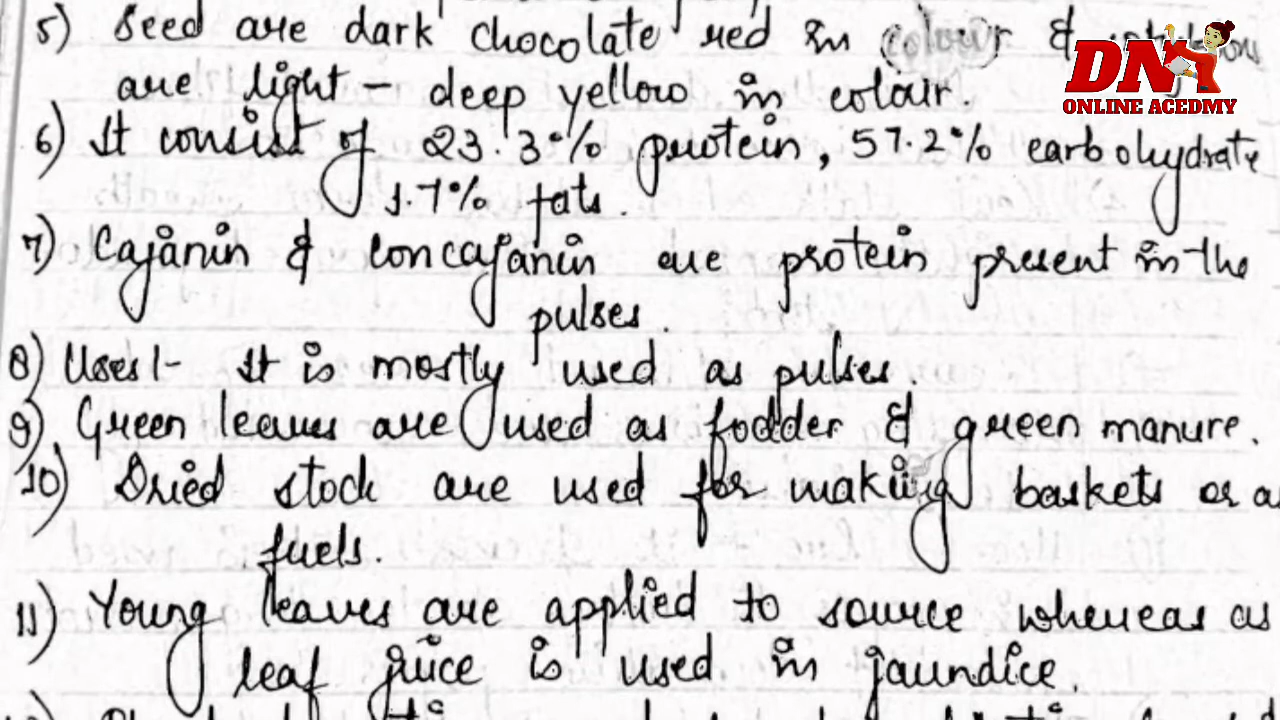 5) Seed are dark chocolate red in colour &
are light - deep yellow in colour.
6) It consist of 23.3% protein, 57.2% carbohydrate
1.7% fats.
7) Cajanin & concajanin are protein present in the
pulses.
8) Uses:- It is mostly used as pulses.
9) Green leaves are used as fodder & green manure.
10) Dried stock are used for making baskets or as
fuels.
11) Young leaves are applied to source whereas as
leaf juice is used in jaundice.
DN
ONLINE ACEDMY